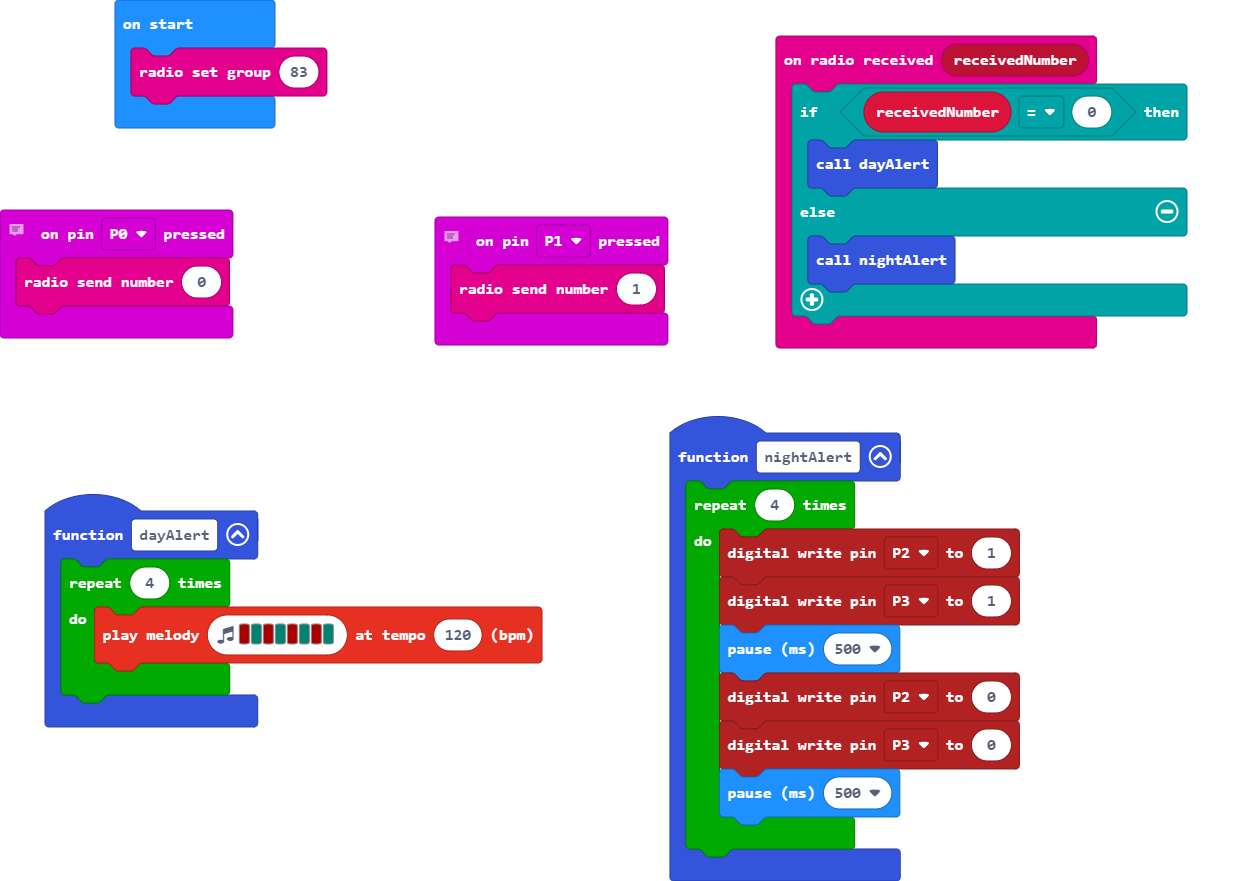 on start
radio set group 83
on radio received receivedNumber
if receivedNumber = 0 then
call dayAlert
else
call nightAlert
on pin P0 pressed
radio send number 0
on pin P1 pressed
radio send number 1
function dayAlert
repeat 4 times
do
play melody at tempo 120 (bpm)
function nightAlert
repeat 4 times
do
digital write pin P2 to 1
digital write pin P3 to 1
pause (ms) 500
digital write pin P2 to 0
digital write pin P3 to 0
pause (ms) 500